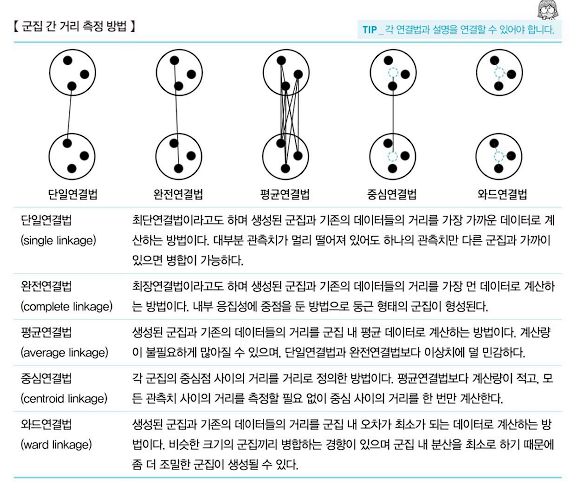 【 군집 간 거리 측정 방법 】
TIP _ 각 연결법과 설명을 연결할 수 있어야 합니다.
단일연결법 완전연결법 평균연결법 중심연결법 와드연결법
단일연결법
(single linkage)
최단연결법이라고도 하며 생성된 군집과 기존의 데이터들의 거리를 가장 가까운 데이터로 계
산하는 방법이다. 대부분 관측치가 멀리 떨어져 있어도 하나의 관측치만 다른 군집과 가까이
있으면 병합이 가능하다.
완전연결법
(complete linkage)
최장연결법이라고도 하며 생성된 군집과 기존의 데이터들의 거리를 가장 먼 데이터로 계산하
는 방법이다. 내부 응집성에 중점을 둔 방법으로 둥근 형태의 군집이 형성된다.
평균연결법
(average linkage)
생성된 군집과 기존의 데이터들의 거리를 군집 내 평균 데이터로 계산하는 방법이다. 계산량
이 불필요하게 많아질 수 있으며, 단일연결법과 완전연결법보다 이상치에 덜 민감하다.
중심연결법
(centroid linkage)
각 군집의 중심점 사이의 거리를 거리로 정의한 방법이다. 평균연결법보다 계산량이 적고, 모
든 관측치 사이의 거리를 측정할 필요 없이 중심 사이의 거리를 한 번만 계산한다.
와드연결법
(ward linkage)
생성된 군집과 기존의 데이터들의 거리를 군집 내 오차가 최소가 되는 데이터로 계산하는 방
법이다. 비슷한 크기의 군집끼리 병합하는 경향이 있으며 군집 내 분산을 최소로 하기 때문에
좀 더 조밀한 군집이 생성될 수 있다.